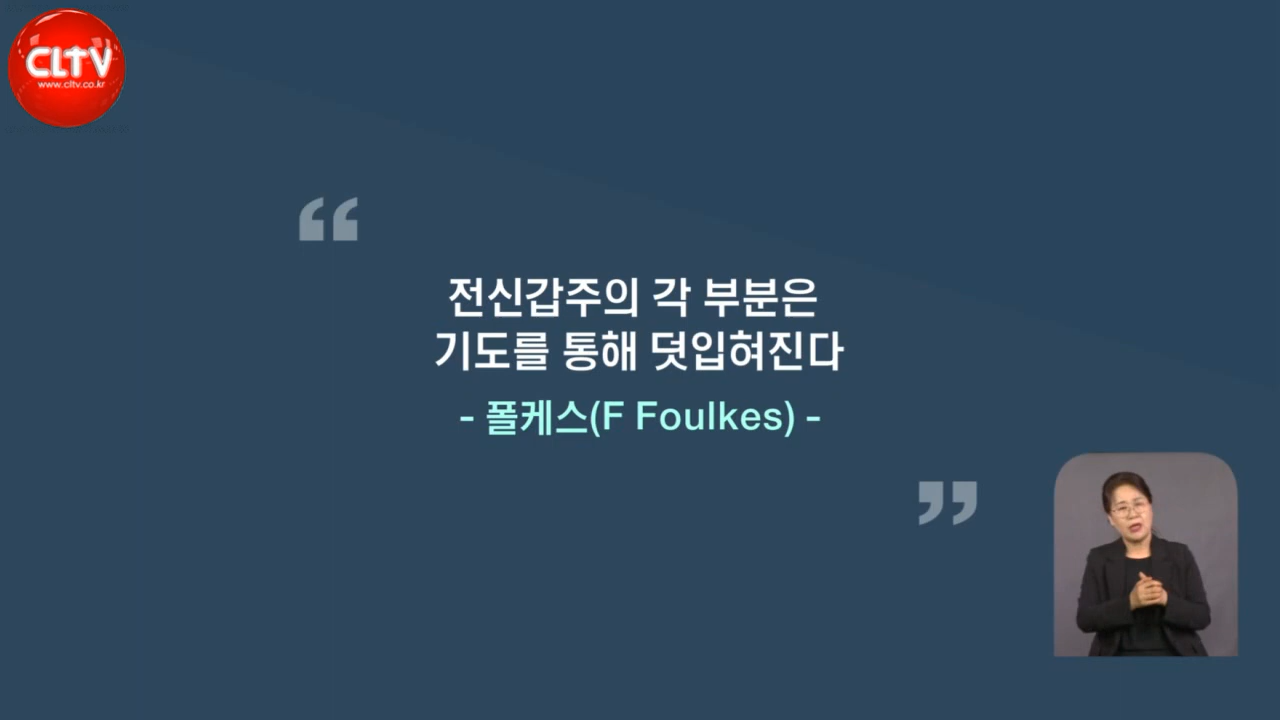 CLTV
www.cltv.co.kr
“
전신갑주의 각 부분은
기도를 통해 덧입혀진다
- 폴케스(F Foulkes) -
”